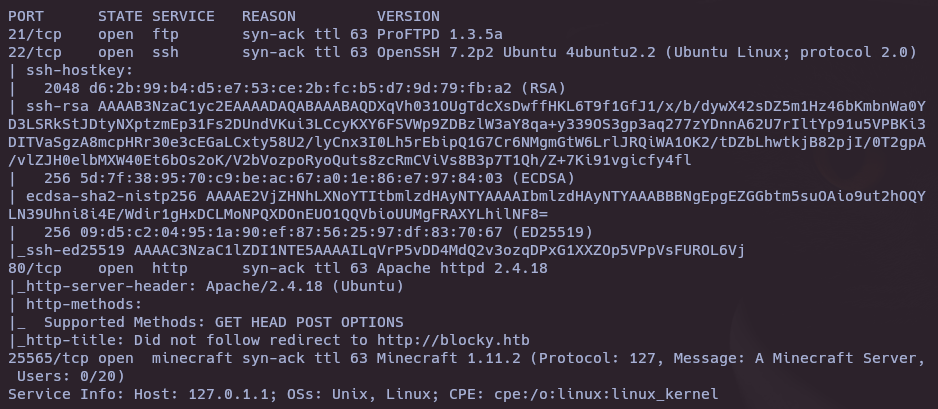 PORT      STATE SERVICE   REASON         VERSION
21/tcp    open  ftp       syn-ack ttl 63 ProFTPD 1.3.5a
22/tcp    open  ssh       syn-ack ttl 63 OpenSSH 7.2p2 Ubuntu 4ubuntu2.2 (Ubuntu Linux; protocol 2.0)
| ssh-hostkey:
|   2048 d6:2b:99:b4:d5:e7:53:ce:2b:fc:b5:d7:9d:79:fb:a2 (RSA)
| ssh-rsa AAAAB3NzaC1yc2EAAAADAQABAAABAQDXqVh031OUgTdcXsDwffHKL6T9f1GfJ1/x/b/dywX42sDZ5m1Hz46bKmbnWa0Y
D3LSRkStJDtyNXptzmEp31Fs2DUndVKui3LCcyKXY6FSVWp9ZDBzlW3aY8qa+y339OS3gp3aq277zYDnnA62U7rIltYp91u5VPBKi3
DITVaSgzA8mcpHRr30e3cEGaLCxty58U2/lyCnx3I0Lh5rEbipQ1G7Cr6NMgmGtW6LrlJRQiWA1OK2/tDZbLhwtkjB82pjI/0T2gpA
/vlZJH0elbMXW40Et6bOs2oK/V2bVozpoRyoQuts8zcRmCViVs8B3p7T1Qh/Z+7Ki91vgicfy4fl
|   256 5d:7f:38:95:70:c9:be:ac:67:a0:1e:86:e7:97:84:03 (ECDSA)
| ecdsa-sha2-nistp256 AAAAE2VjZHNhLXNoYTItbmlzdHAyNTYAAAAIbmlzdHAyNTYAAABBBNgEpgEZGGbtm5suOAio9ut2hOQY
LN39Uhni8i4E/Wdir1gHxDCLMoNPQXDOnEUO1QQVbioUUMgFRAXYLhilNF8=
|   256 09:d5:c2:04:95:1a:90:ef:87:56:25:97:df:83:70:67 (ED25519)
|_ssh-ed25519 AAAAC3NzaC1lZDI1NTE5AAAAILqVrP5vDD4MdQ2v3ozqDPxG1XXZOp5VPpVsFUROL6Vj
80/tcp    open  http      syn-ack ttl 63 Apache httpd 2.4.18
|_http-server-header: Apache/2.4.18 (Ubuntu)
| http-methods:
|_  Supported Methods: GET HEAD POST OPTIONS
|_http-title: Did not follow redirect to http://blocky.htb
25565/tcp open  minecraft syn-ack ttl 63 Minecraft 1.11.2 (Protocol: 127, Message: A Minecraft Server,
 Users: 0/20)
Service Info: Host: 127.0.1.1; OSs: Unix, Linux; CPE: cpe:/o:linux:linux_kernel